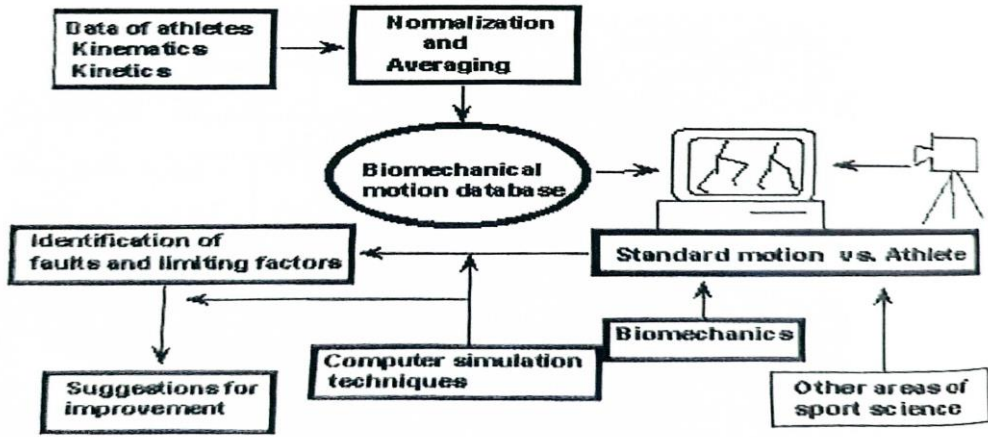 Data of athletes
Kinematics
Kinetics
Normalization
and
Averaging
Biomechanical
motion database
Identification of
faults and limiting factors
Standard motion vs. Athlete
Biomechanics
Computer simulation
techniques
Suggestions for
improvement
Other areas of
sport science